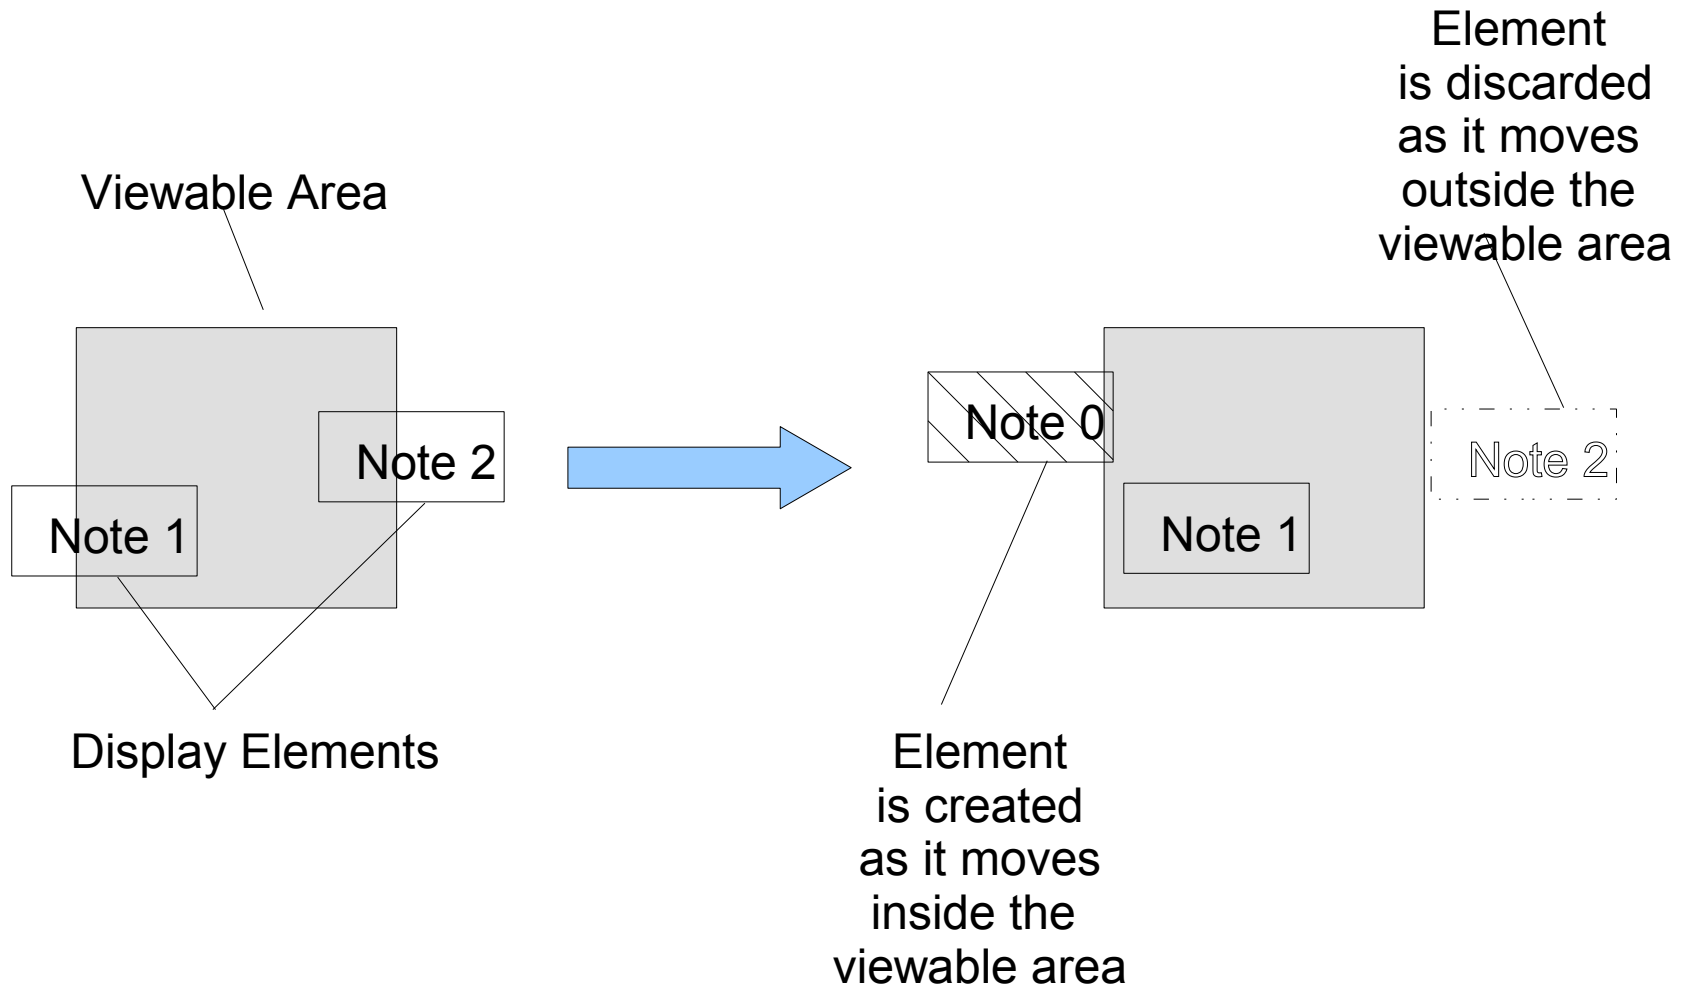 Element
is discarded
as it moves
outside the
viewable area
Viewable Area
Note 2
Note 1
Display Elements
Note 0
Note 2
Note 1
Element
is created
as it moves
inside the
viewable area